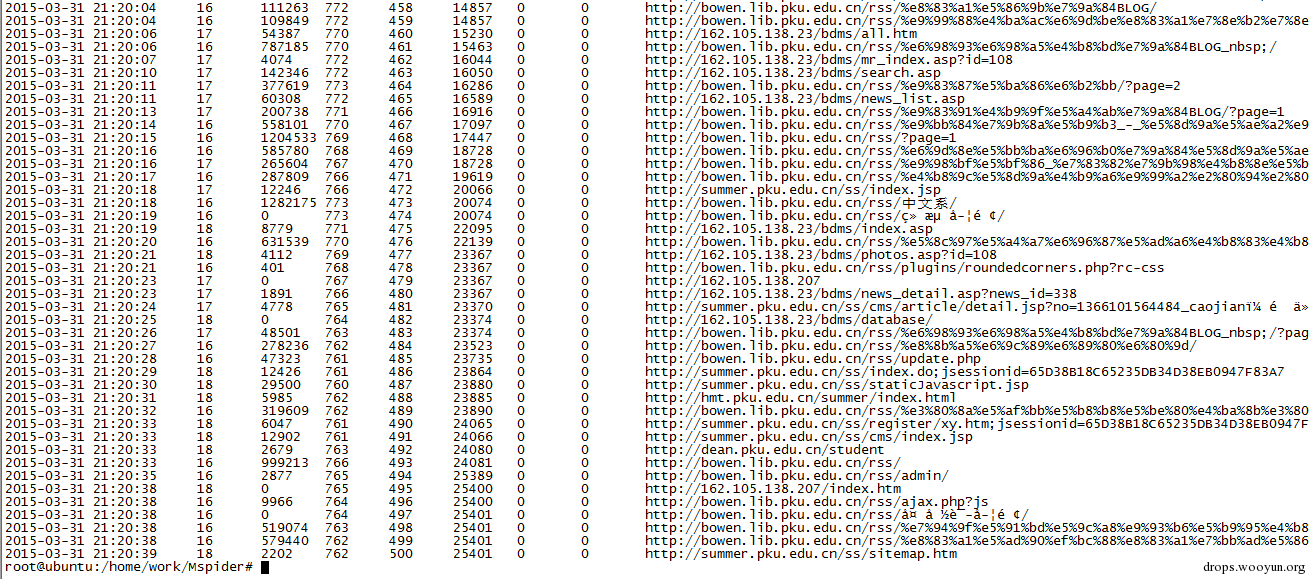 2015-03-31 21:20:04 16 111263 772 458 14857 0 0 http://bowen.lib.pku.edu.cn/rss/%e8%83%a1%e5%86%9b%e7%9a%84BLOG/
2015-03-31 21:20:04 16 109849 772 459 14857 0 0 http://bowen.lib.pku.edu.cn/rss/%e9%99%88%e4%ba%ac%e6%9d%be%e8%83%a1%e7%8e%b2%e7%8e
2015-03-31 21:20:06 17 54387 770 460 15230 0 0 http://162.105.138.23/bdms/all.htm
2015-03-31 21:20:06 16 787185 770 461 15463 0 0 http://bowen.lib.pku.edu.cn/rss/%e6%98%93%e6%98%a5%e4%b8%bd%e7%9a%84BLOG_nbsp;/
2015-03-31 21:20:07 17 4074 772 462 16044 0 0 http://162.105.138.23/bdms/mr_index.asp?id=108
2015-03-31 21:20:10 17 142346 772 463 16050 0 0 http://162.105.138.23/bdms/search.asp
2015-03-31 21:20:11 16 377619 773 464 16286 0 0 http://bowen.lib.pku.edu.cn/rss/%e9%83%87%e5%ba%86%e6%b2%bb/?page=2
2015-03-31 21:20:11 17 60308 772 465 16589 0 0 http://162.105.138.23/bdms/news_list.asp
2015-03-31 21:20:13 17 200738 771 466 16916 0 0 http://bowen.lib.pku.edu.cn/rss/%e9%83%91%e4%b9%9f%e5%a4%ab%e7%9a%84BLOG/?page=1
2015-03-31 21:20:14 16 558101 770 467 17097 0 0 http://bowen.lib.pku.edu.cn/rss/%e9%bb%84%e7%9b%8a%e5%b9%b3_-_%e5%8d%9a%e5%ae%a2%e9
2015-03-31 21:20:15 16 1204533 769 468 17447 0 0 http://bowen.lib.pku.edu.cn/rss/?page=1
2015-03-31 21:20:16 16 585780 768 469 18728 0 0 http://bowen.lib.pku.edu.cn/rss/%e6%9d%8e%e5%bb%ba%e6%96%b0%e7%9a%84%e5%8d%9a%e5%ae
2015-03-31 21:20:16 17 265604 767 470 18728 0 0 http://bowen.lib.pku.edu.cn/rss/%e9%98%bf%e5%bf%86_%e7%83%82%e7%9b%98%e4%b8%8e%e5%b
2015-03-31 21:20:17 16 287809 766 471 19619 0 0 http://bowen.lib.pku.edu.cn/rss/%e4%b8%9c%e5%8d%9a%e4%b9%a6%e9%99%a2%e2%80%94%e2%80
2015-03-31 21:20:18 17 12246 766 472 20066 0 0 http://summer.pku.edu.cn/ss/index.jsp
2015-03-31 21:20:18 16 1282175 773 473 20074 0 0 http://bowen.lib.pku.edu.cn/rss/中文系/
2015-03-31 21:20:19 16 0 773 474 20074 0 0 http://bowen.lib.pku.edu.cn/rss/
2015-03-31 21:20:19 18 8779 771 475 22095 0 0 http://162.105.138.23/bdms/index.asp
2015-03-31 21:20:20 16 631539 770 476 22139 0 0 http://bowen.lib.pku.edu.cn/rss/%e5%8c%97%e5%a4%a7%e6%96%87%e5%ad%a6%e4%b8%83%e4%b8
2015-03-31 21:20:21 18 4112 769 477 23367 0 0 http://162.105.138.23/bdms/photos.asp?id=108
2015-03-31 21:20:21 16 401 768 478 23367 0 0 http://bowen.lib.pku.edu.cn/rss/plugins/roundedcorners.php?rc-css
2015-03-31 21:20:23 17 0 767 479 23367 0 0 http://162.105.138.207
2015-03-31 21:20:23 17 1891 766 480 23367 0 0 http://162.105.138.23/bdms/news_detail.asp?news_id=338
2015-03-31 21:20:24 17 4778 765 481 23370 0 0 http://summer.pku.edu.cn/ss/cms/article/detail.jsp?no=1366101564484_caojianï¼ é ä»
2015-03-31 21:20:25 18 0 764 482 23374 0 0 http://162.105.138.23/bdms/database/
2015-03-31 21:20:26 17 48501 763 483 23374 0 0 http://bowen.lib.pku.edu.cn/rss/%e6%98%93%e6%98%a5%e4%b8%bd%e7%9a%84BLOG_nbsp;/?pag
2015-03-31 21:20:27 16 278236 762 484 23523 0 0 http://bowen.lib.pku.edu.cn/rss/%e8%8b%a5%e6%9c%89%e6%89%80%e6%80%9d/
2015-03-31 21:20:28 17 47323 761 485 23735 0 0 http://bowen.lib.pku.edu.cn/rss/update.php
2015-03-31 21:20:29 18 12426 761 486 23864 0 0 http://summer.pku.edu.cn/ss/index.do;jsessionid=65D38B18C65235DB34D38EB0947F83A7
2015-03-31 21:20:30 18 29500 760 487 23880 0 0 http://summer.pku.edu.cn/ss/staticJavascript.jsp
2015-03-31 21:20:31 18 5985 762 488 23885 0 0 http://hmt.pku.edu.cn/summer/index.html
2015-03-31 21:20:32 16 319609 762 489 23890 0 0 http://bowen.lib.pku.edu.cn/rss/%e3%80%8a%e5%af%bb%e5%b8%b8%e5%be%80%e4%ba%8b%e3%80
2015-03-31 21:20:33 18 6047 761 490 24065 0 0 http://summer.pku.edu.cn/ss/register/xy.htm;jsessionid=65D38B18C65235DB34D38EB0947F
2015-03-31 21:20:33 18 12902 761 491 24066 0 0 http://summer.pku.edu.cn/ss/cms/index.jsp
2015-03-31 21:20:33 18 2679 763 492 24080 0 0 http://dean.pku.edu.cn/student
2015-03-31 21:20:33 16 999213 766 493 24081 0 0 http://bowen.lib.pku.edu.cn/rss/
2015-03-31 21:20:35 16 2877 765 494 25389 0 0 http://bowen.lib.pku.edu.cn/rss/admin/
2015-03-31 21:20:38 18 0 765 495 25400 0 0 http://162.105.138.207/index.htm
2015-03-31 21:20:38 16 9966 764 496 25400 0 0 http://bowen.lib.pku.edu.cn/rss/ajax.php?js
2015-03-31 21:20:38 16 0 764 497 25401 0 0 http://bowen.lib.pku.edu.cn/rss/
2015-03-31 21:20:38 16 519074 763 498 25401 0 0 http://bowen.lib.pku.edu.cn/rss/%e7%94%9f%e5%91%bd%e5%9c%a8%e9%93%b6%e5%b9%95%e4%b8
2015-03-31 21:20:38 16 579440 762 499 25401 0 0 http://bowen.lib.pku.edu.cn/rss/%e8%83%a1%e5%ad%90%ef%bc%88%e8%83%a1%e7%bb%ad%e5%86
2015-03-31 21:20:39 18 2202 762 500 25401 0 0 http://summer.pku.edu.cn/ss/sitemap.htm
root@ubuntu:/home/work/Mspider#
drops.wooyun.org